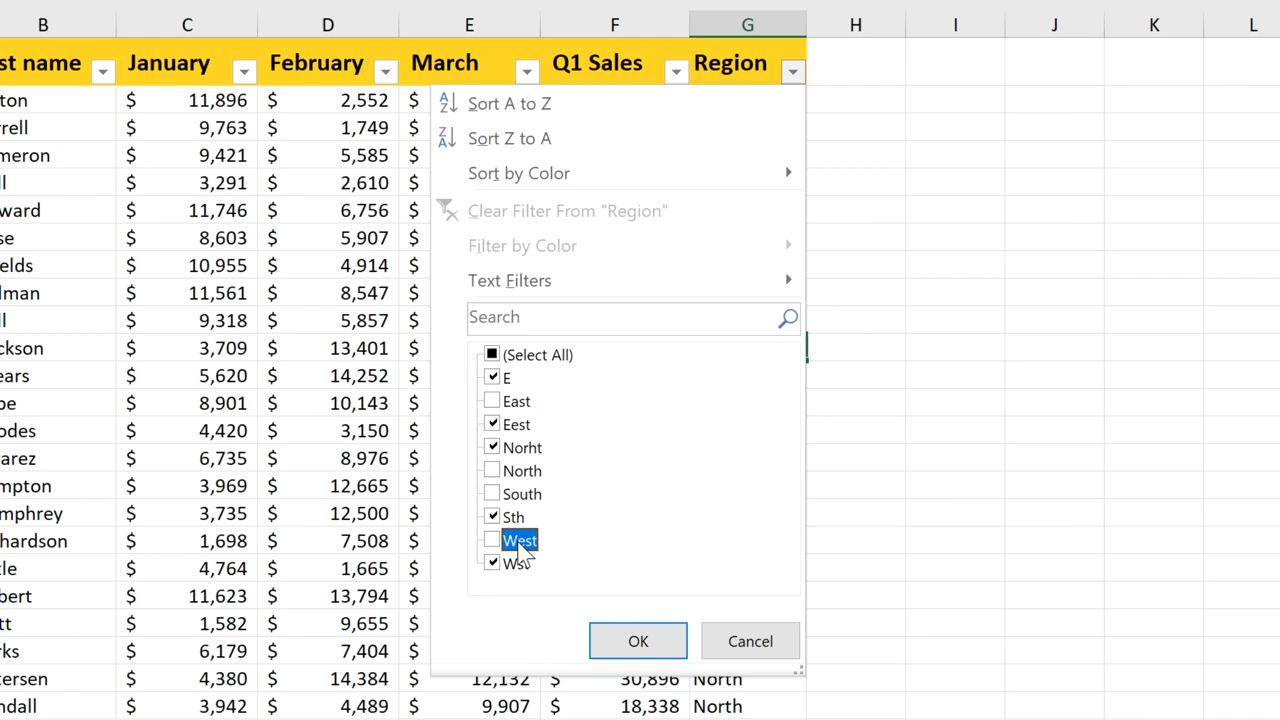 B C D E F G H I J K L
st name January February March Q1 Sales Region
ton $ 11,896 $ 2,552 $
rrell $ 9,763 $ 1,749 $
meron $ 9,421 $ 5,585 $
ll $ 3,291 $ 2,610 $
ward $ 11,746 $ 6,756 $
se $ 8,603 $ 5,907 $
elds $ 10,955 $ 4,914 $
lman $ 11,561 $ 8,547 $
ll $ 9,318 $ 5,857 $
ckson $ 3,709 $ 13,401 $
ears $ 5,620 $ 14,252 $
pe $ 8,901 $ 10,143 $
odes $ 4,420 $ 3,150 $
varez $ 6,735 $ 8,976 $
mpton $ 3,969 $ 12,665 $
mphrey $ 3,735 $ 12,500 $
hardson $ 1,698 $ 7,508 $
tle $ 4,764 $ 1,665 $
bert $ 11,623 $ 13,794 $
tt $ 1,582 $ 9,655 $
rks $ 6,179 $ 7,404 $
tersen $ 4,380 $ 14,384 $ 12,132 $ 30,896 North
ndall $ 3,942 $ 4,489 $ 9,907 $ 18,338 North
Sort A to Z
Sort Z to A
Sort by Color
Clear Filter From "Region"
Filter by Color
Text Filters
Search
(Select All)
E
East
Eest
Norht
North
South
Sth
West
OK Cancel